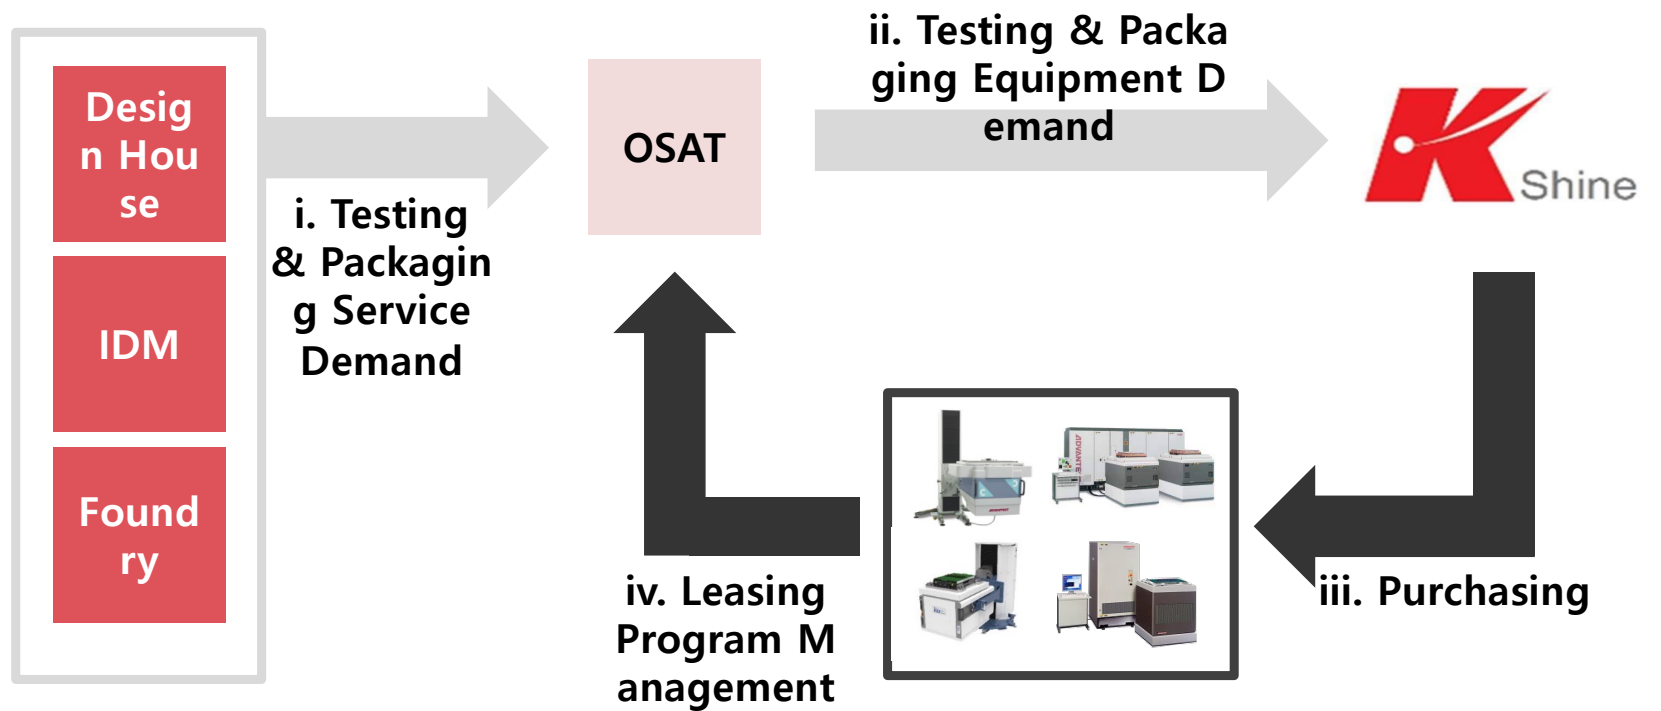 Desig
n Hou
se
IDM
Found
ry
i. Testing
& Packagin
g Service
Demand
OSAT
ii. Testing & Packa
ging Equipment D
emand
K
Shine
ADVANTE
iii. Purchasing
iv. Leasing
Program M
anagement